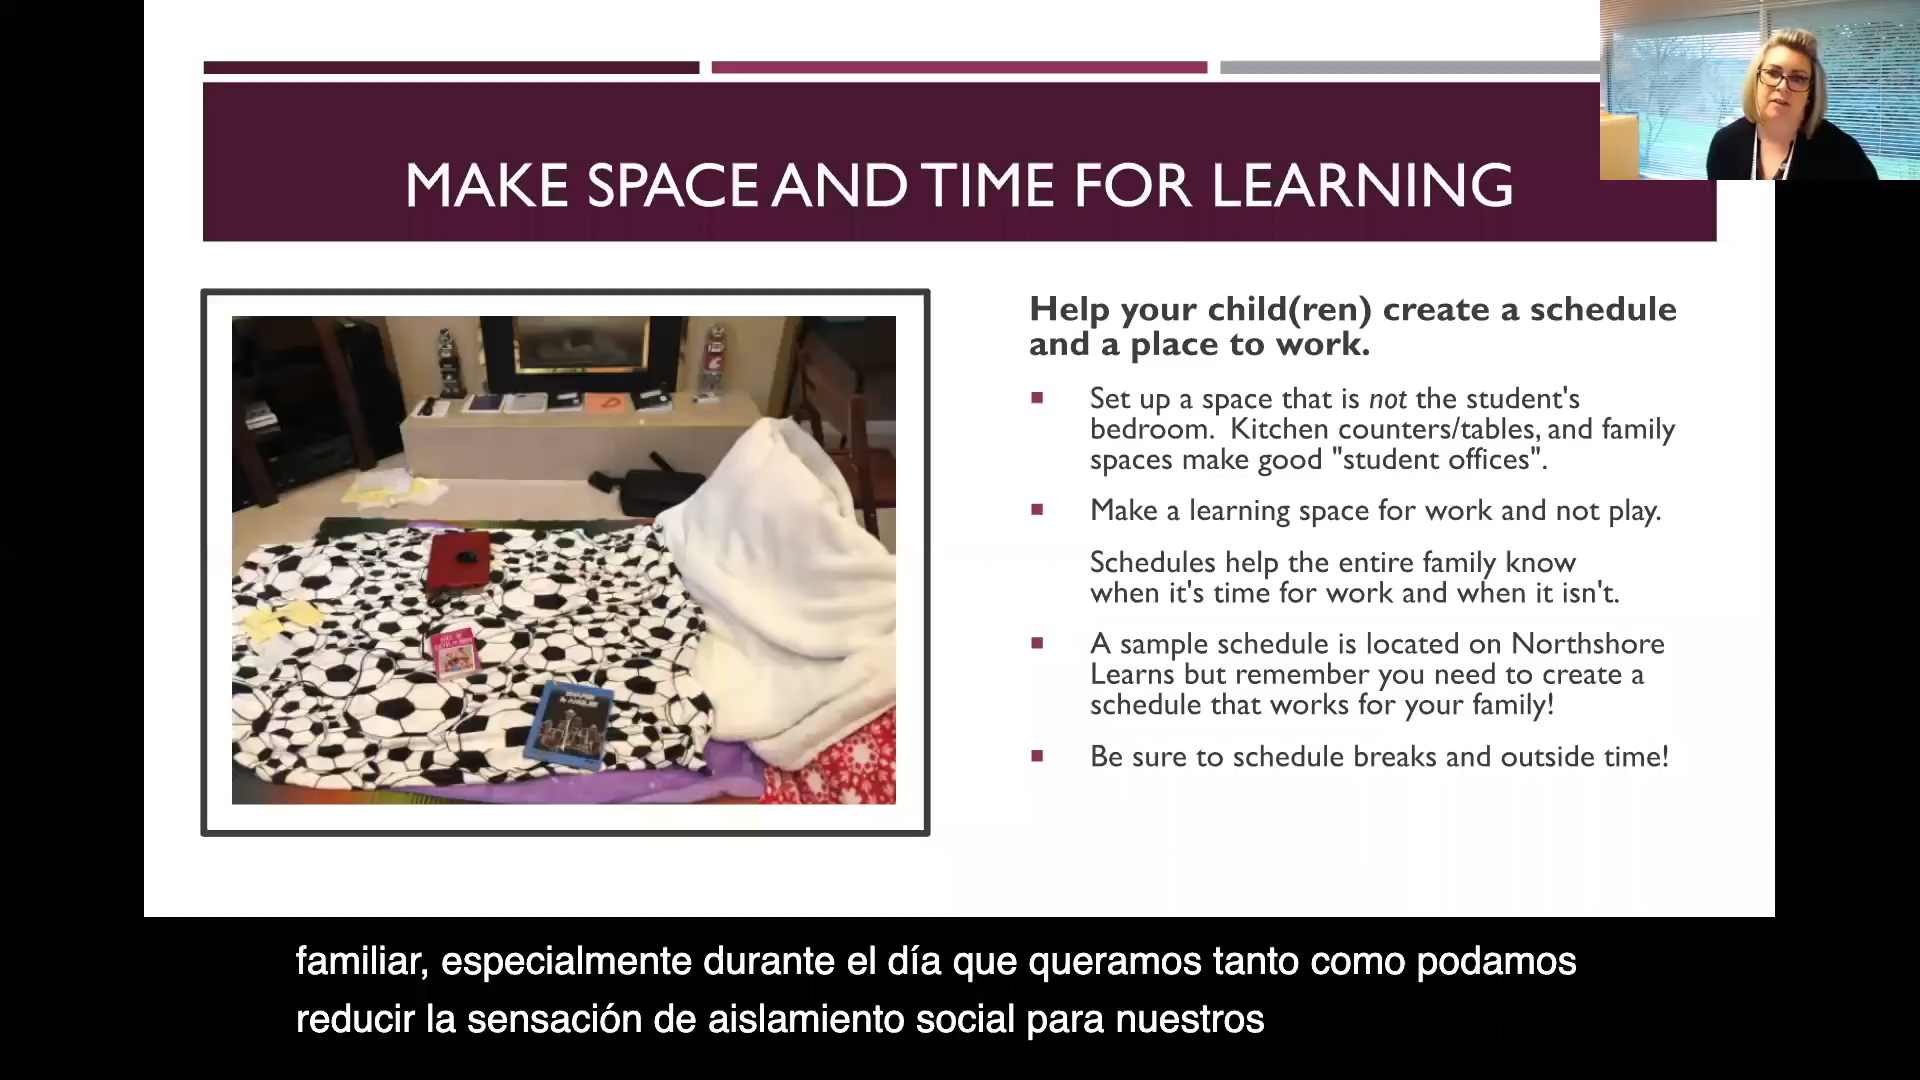 MAKE SPACE AND TIME FOR LEARNING
Help your child(ren) create a schedule
and a place to work.
Set up a space that is not the student's
bedroom. Kitchen counters/tables, and family
spaces make good "student offices".
Make a learning space for work and not play.
Schedules help the entire family know
when it's time for work and when it isn't.
A sample schedule is located on Northshore
Learns but remember you need to create a
schedule that works for your family!
Be sure to schedule breaks and outside time!
familiar, especialmente durante el día que queramos tanto como podamos
reducir la sensación de aislamiento social para nuestros